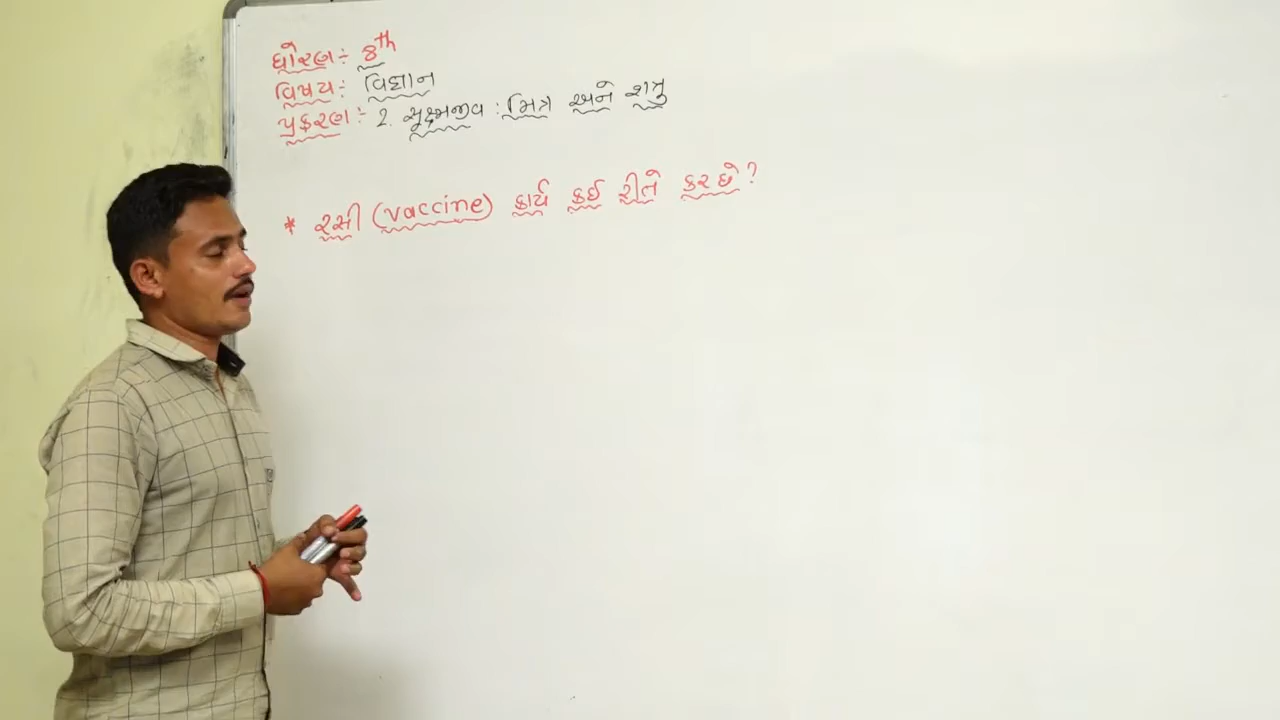 ધોરણ :- 8th
વિષય :- વિજ્ઞાન
પ્રકરણ :- 2. સૂક્ષ્મજીવ : મિત્ર અને શત્રુ
* રસી (vaccine) કાર્ય કઈ રીતે કરે છે ?